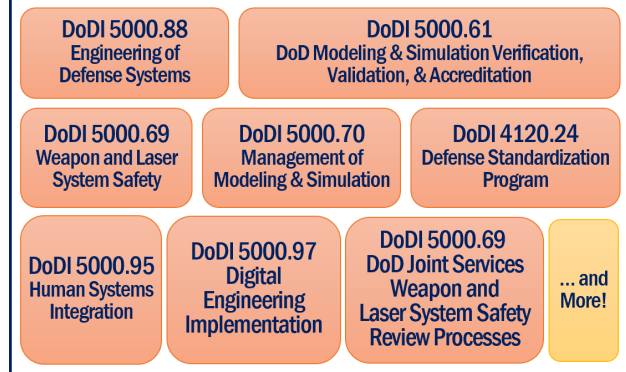 DoDI 5000.88
Engineering of
Defense Systems
DoDI 5000.61
DoD Modeling & Simulation Verification,
Validation, & Accreditation
DoDI 5000.69
Weapon and Laser
System Safety
DoDI 5000.70
Management of
Modeling & Simulation
DoDI 4120.24
Defense Standardization
Program
DoDI 5000.95
Human Systems
Integration
DoDI 5000.97
Digital
Engineering
Implementation
DoDI 5000.69
DoD Joint Services
Weapon and
Laser System Safety
Review Processes
... and
More!